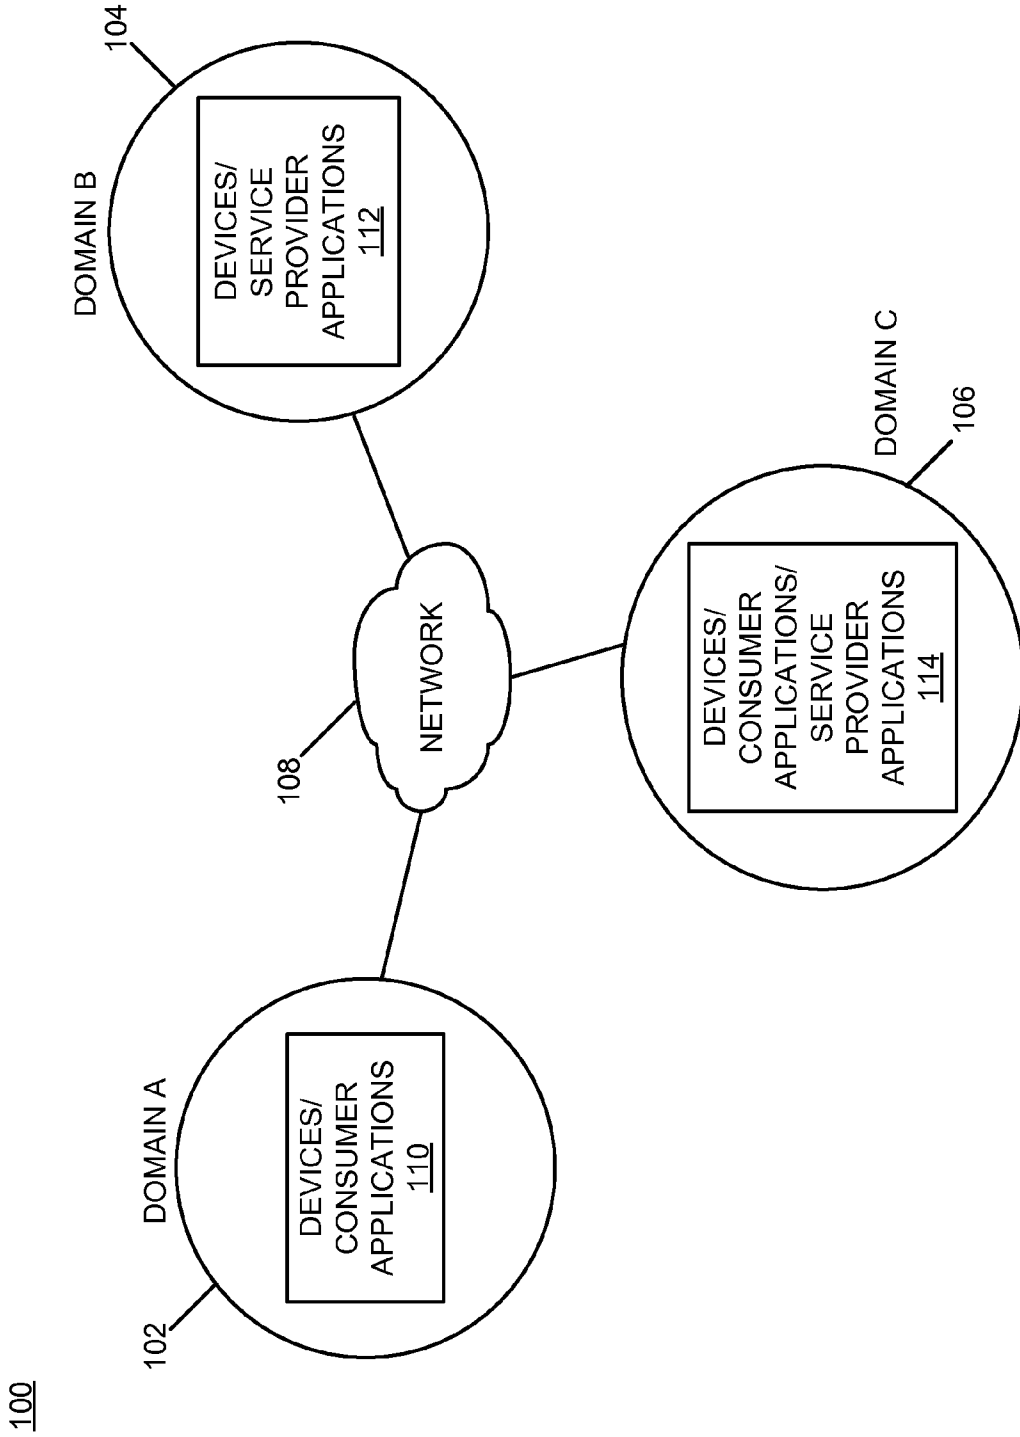 100
102
DOMAIN A
DEVICES/
CONSUMER
APPLICATIONS
110
108
NETWORK
DOMAIN B
104
DEVICES/
SERVICE
PROVIDER
APPLICATIONS
112
DOMAIN C
106
DEVICES/
CONSUMER
APPLICATIONS/
SERVICE
PROVIDER
APPLICATIONS
114